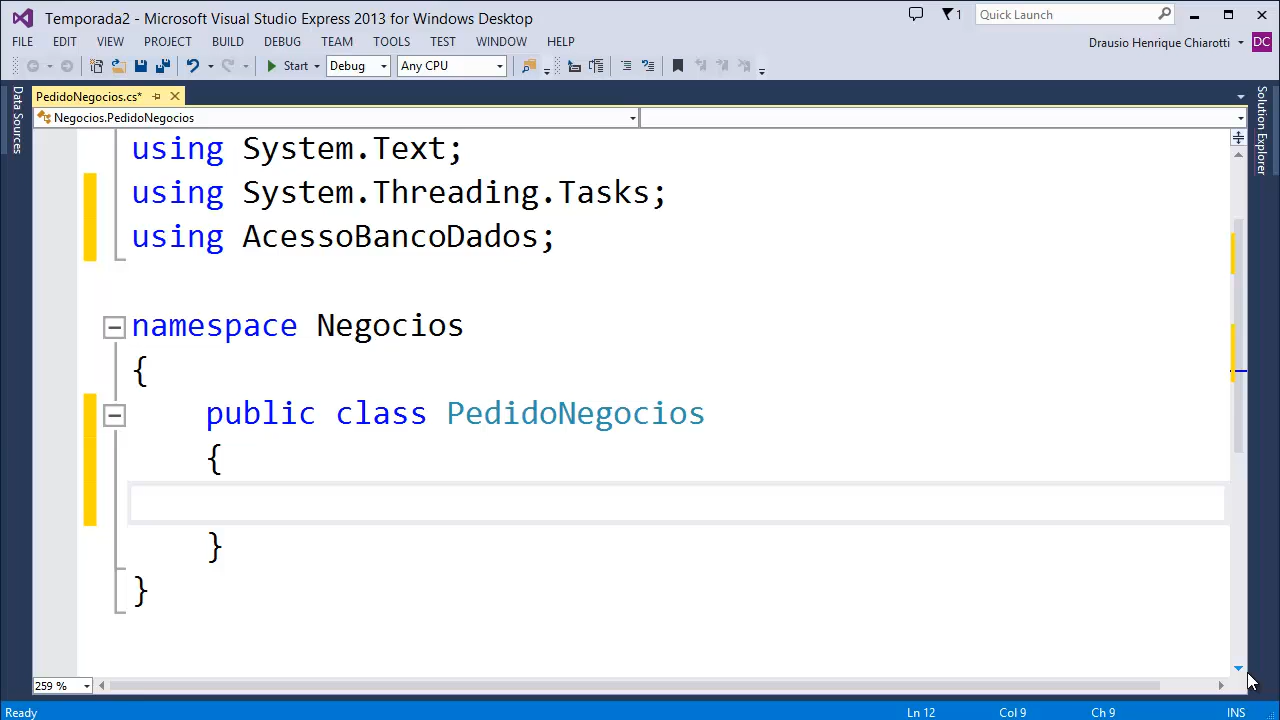 Temporada2 - Microsoft Visual Studio Express 2013 for Windows Desktop
1
Quick Launch
FILE EDIT VIEW PROJECT BUILD DEBUG TEAM TOOLS TEST WINDOW HELP
Drausio Henrique Chiarotti
DC
Start
Debug
Any CPU
Data Sources
PedidoNegocios.cs*
Solution Explorer
Negocios.PedidoNegocios
using System.Text;
using System.Threading.Tasks;
using AcessoBancoDados;
namespace Negocios
{
public class PedidoNegocios
{
}
}
259 %
Ready
Ln 12
Col 9
Ch 9
INS